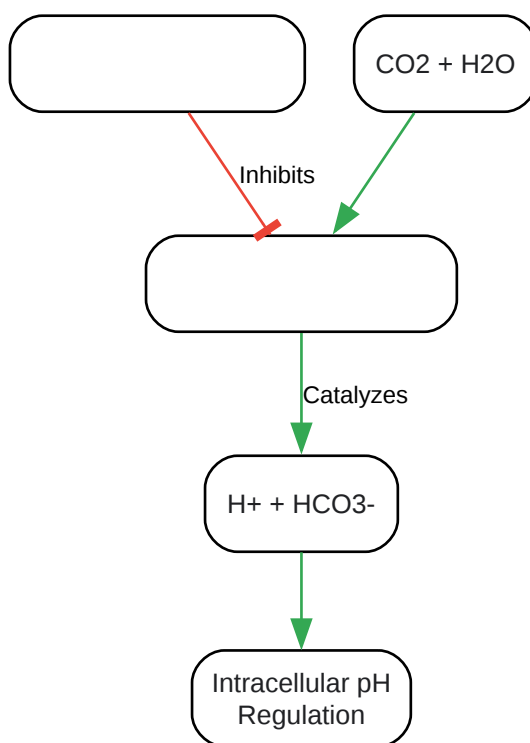 CO2 + H2O
Inhibits
Catalyzes
H+ + HCO3-
Intracellular pH
Regulation